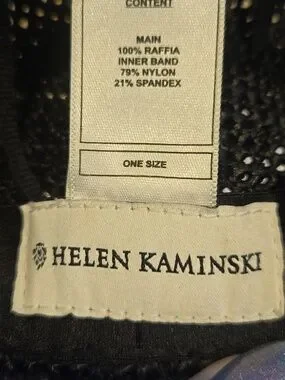 CONTENT
MAIN
100% RAFFIA
INNER BAND
79% NYLON
21% SPANDEX
ONE SIZE
HELEN KAMINSKI